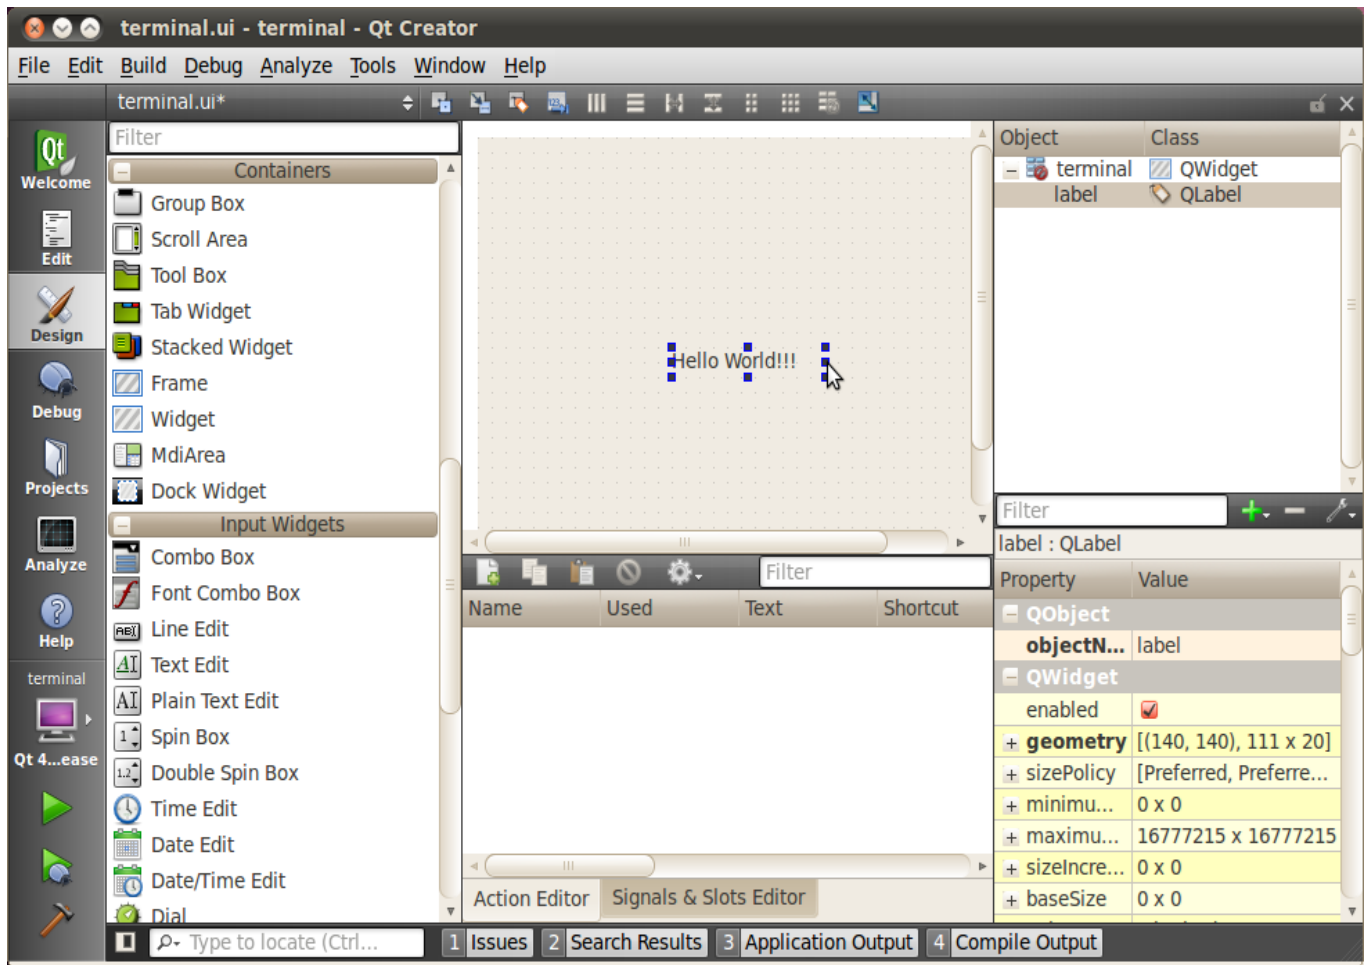 terminal.ui - terminal - Qt Creator
File Edit Build Debug Analyze Tools Window Help
terminal.ui*
Qt
Welcome
Edit
Design
Debug
Projects
Analyze
Help
terminal
Qt 4...ease
Filter
Containers
Group Box
Scroll Area
Tool Box
Tab Widget
Stacked Widget
Frame
Widget
MdiArea
Dock Widget
Input Widgets
Combo Box
Font Combo Box
Line Edit
Text Edit
Plain Text Edit
Spin Box
Double Spin Box
Time Edit
Date Edit
Date/Time Edit
Dial
Hello World!!!
Filter
Name Used Text Shortcut
Action Editor Signals & Slots Editor
Object Class
terminal QWidget
label QLabel
Filter
label : QLabel
Property Value
QObject
objectN... label
QWidget
enabled
geometry [(140, 140), 111 x 20]
sizePolicy [Preferred, Preferre...
minimu... 0 x 0
maximu... 16777215 x 16777215
sizeIncre... 0 x 0
baseSize 0 x 0
Type to locate (Ctrl... 1 Issues 2 Search Results 3 Application Output 4 Compile Output